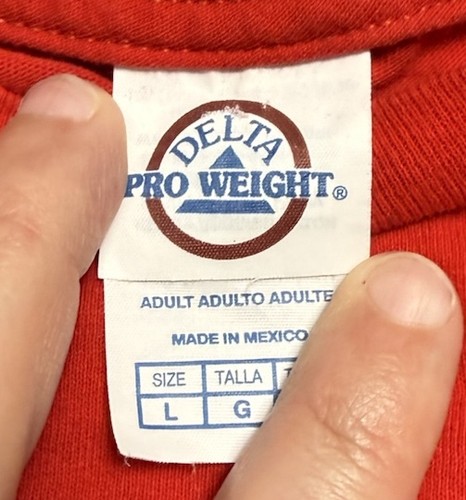 DELTA
PRO WEIGHT®
ADULT ADULTO ADULTE
MADE IN MEXICO
SIZE TALLA
L G